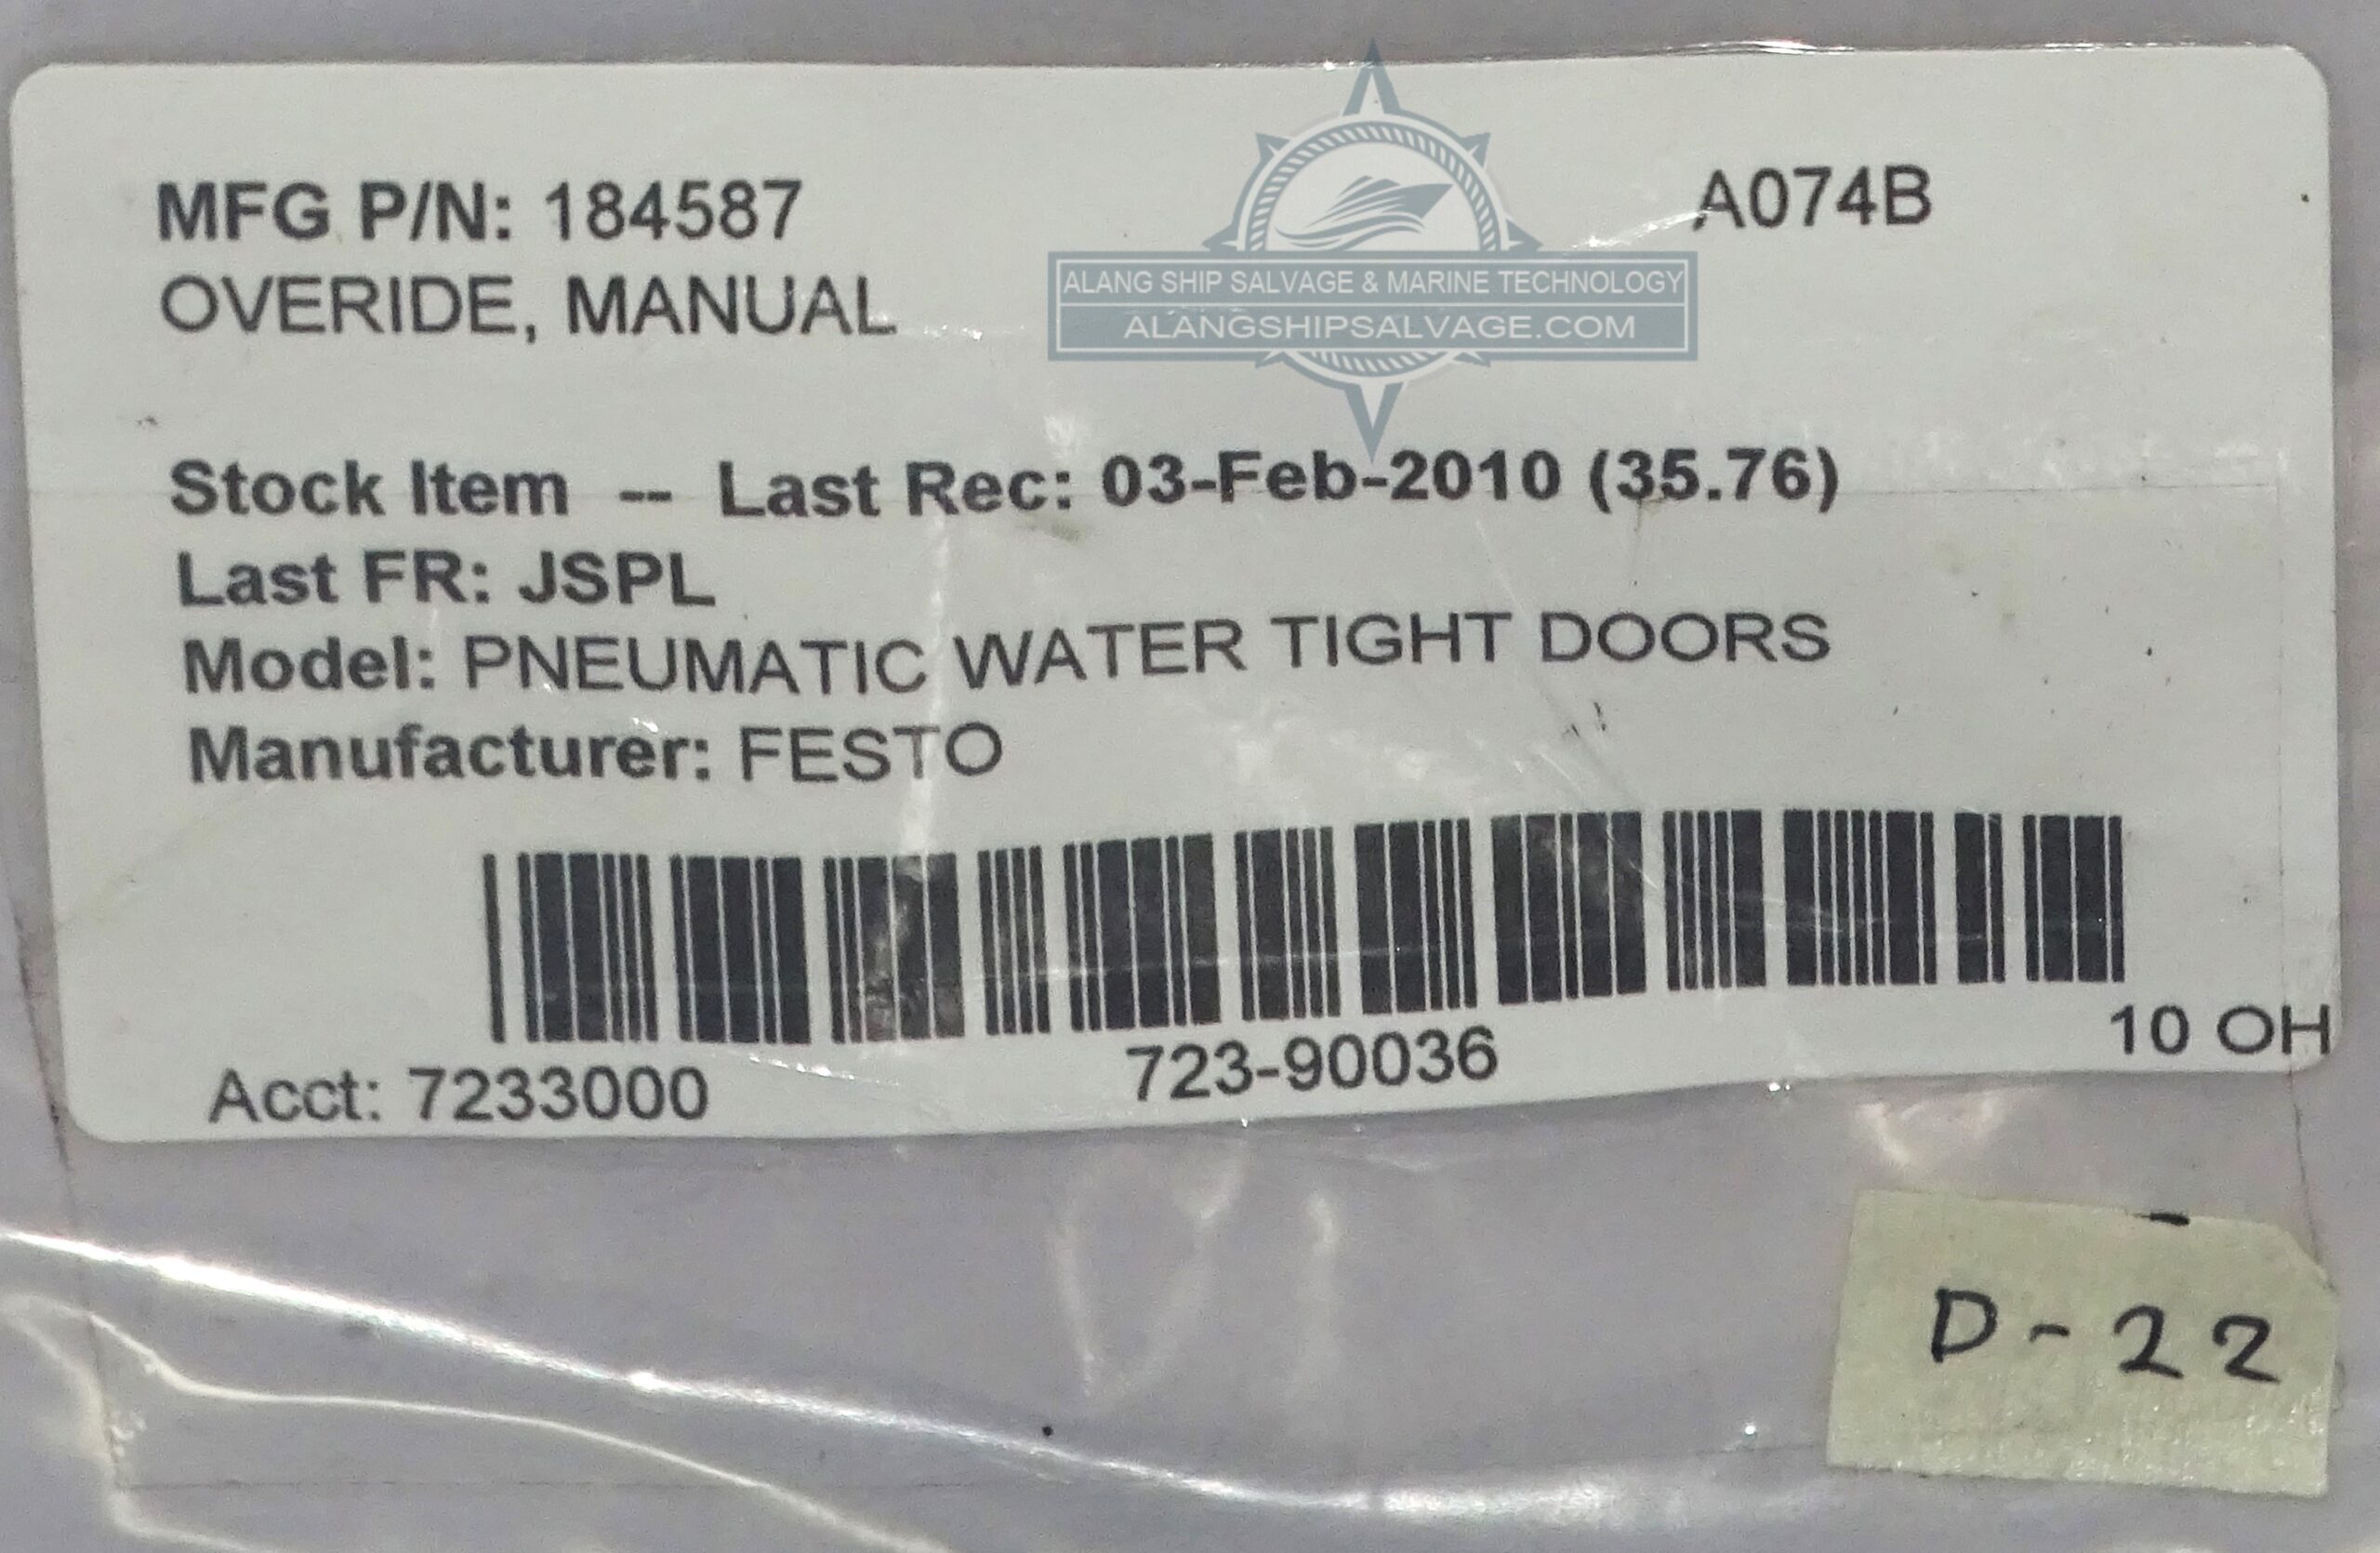 MFG P/N: 184587
A074B
OVERIDE, MANUAL
ALANG SHIP SALVAGE & MARINE TECHNOLOGY
ALANGSHIPSALVAGE.COM
Stock Item -- Last Rec: 03-Feb-2010 (35.76)
Last FR: JSPL
Model: PNEUMATIC WATER TIGHT DOORS
Manufacturer: FESTO
10 OH
Acct: 7233000
723-90036
D-22